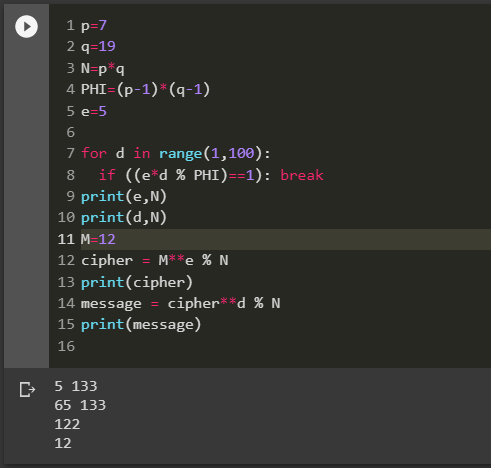 1 p=7
2 q=19
3 N=p*q
4 PHI=(p-1)*(q-1)
5 e=5
6
7 for d in range(1,100):
8   if ((e*d % PHI)==1): break
9 print(e,N)
10 print(d,N)
11 M=12
12 cipher = M**e % N
13 print(cipher)
14 message = cipher**d % N
15 print(message)
16
5 133
65 133
122
12